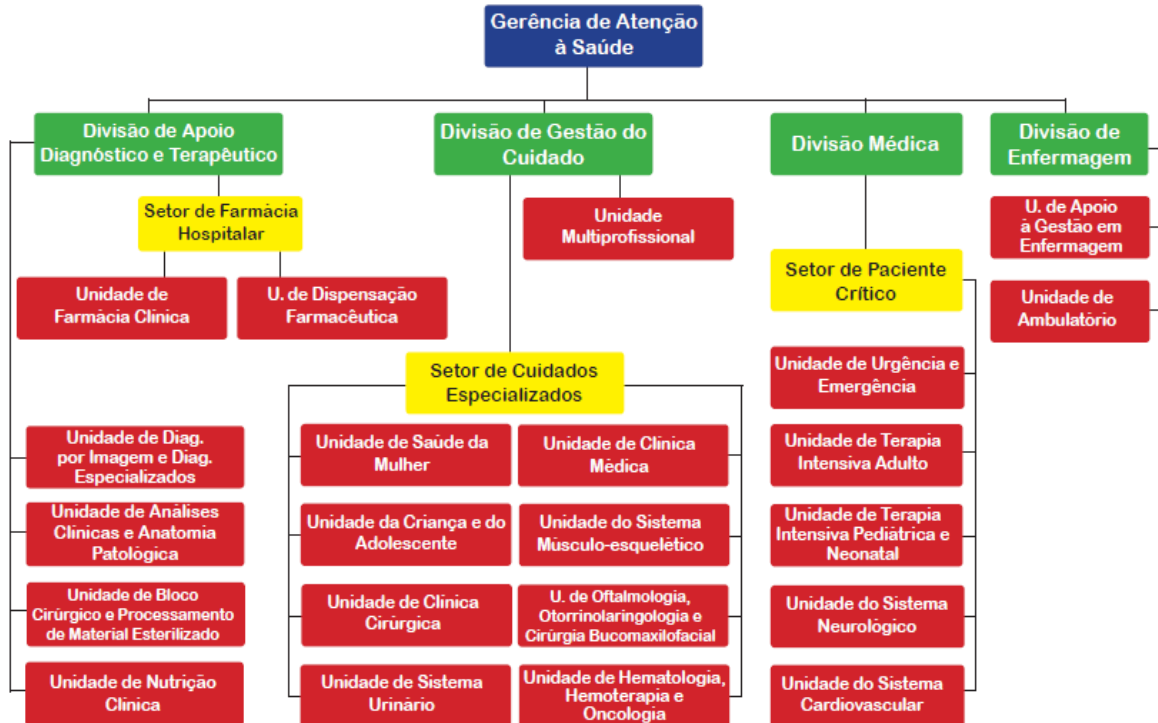 Gerência de Atenção
à Saúde
Divisão de Apoio
Diagnóstico e Terapêutico
Divisão de Gestão do
Cuidado
Divisão Médica
Divisão de
Enfermagem
Setor de Farmácia
Hospitalar
Unidade de
Farmácia Clínica
U. de Dispensação
Farmacêutica
Unidade
Multiprofissional
Setor de Paciente
Crítico
U. de Apoio
à Gestão em
Enfermagem
Unidade de
Ambulatório
Setor de Cuidados
Especializados
Unidade de Diag.
por Imagem e Diag.
Especializados
Unidade de Análises
Clínicas e Anatomia
Patológica
Unidade de Bloco
Cirúrgico e Processamento
de Material Esterilizado
Unidade de Nutrição
Clínica
Unidade de Saúde da
Mulher
Unidade da Criança e do
Adolescente
Unidade de Clínica
Cirúrgica
Unidade de Sistema
Urinário
Unidade de Clínica
Médica
Unidade do Sistema
Músculo-esquelético
U. de Oftalmologia,
Otorrinolaringologia e
Cirúrgia Bucomaxilofacial
Unidade de Hematologia,
Hemoterapia e
Oncologia
Unidade de Urgência e
Emergência
Unidade de Terapia
Intensiva Adulto
Unidade de Terapia
Intensiva Pediátrica e
Neonatal
Unidade do Sistema
Neurológico
Unidade do Sistema
Cardiovascular